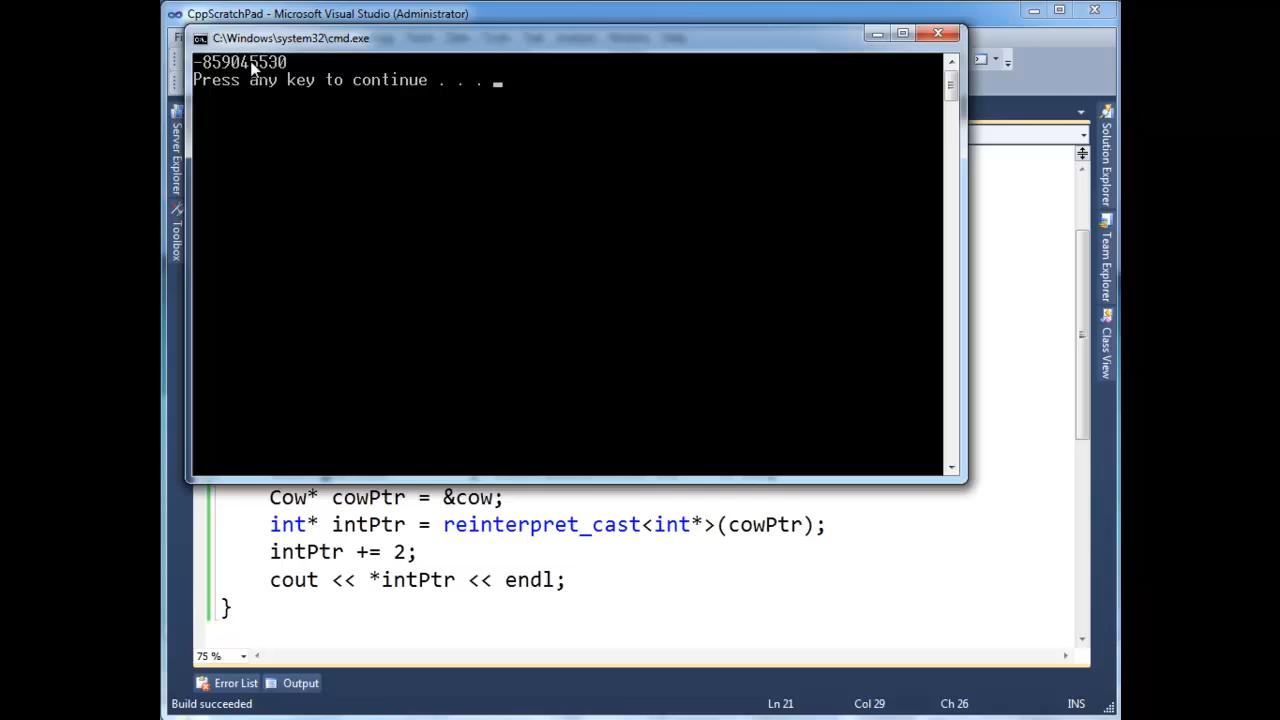 CppScratchPad - Microsoft Visual Studio (Administrator)
C:\Windows\system32\cmd.exe
-859045530
Press any key to continue . . .
Server Explorer
Toolbox
Solution Explorer
Team Explorer
Class View
Cow* cowPtr = &cow;
int* intPtr = reinterpret_cast<int*>(cowPtr);
intPtr += 2;
cout << *intPtr << endl;
}
75 %
Error List
Output
Build succeeded
Ln 21
Col 29
Ch 26
INS